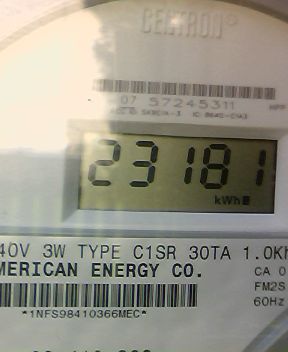 CENTRON®
07 57245311
23181
kWh
40V 3W TYPE C1SR 30TA 1.0Kh
MERICAN ENERGY CO.
CA 0
FM2S
60Hz
*1NFS98410366MEC*